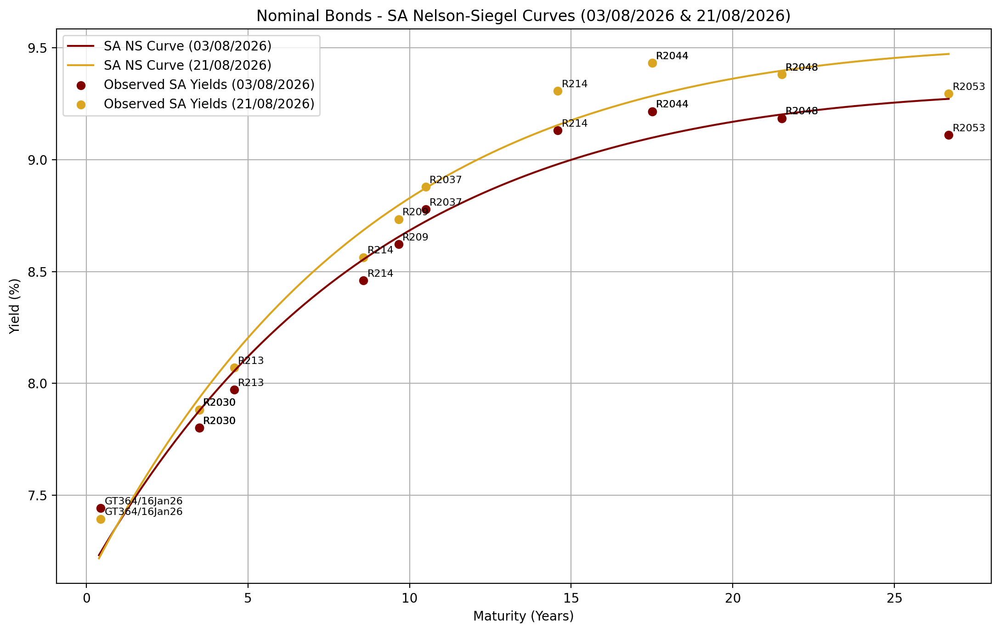 Nominal Bonds - SA Nelson-Siegel Curves (03/08/2026 & 21/08/2026)
SA NS Curve (03/08/2026)
SA NS Curve (21/08/2026)
Observed SA Yields (03/08/2026)
Observed SA Yields (21/08/2026)
9.5
9.0
8.5
8.0
7.5
Yield (%)
R2044
R2048
R214
R2053
R2044
R2048
R214
R2053
R2037
R2037
R209
R209
R214
R214
R213
R213
R2030
R2030
GT364/16Jan26
GT364/16Jan26
0
5
10
15
20
25
Maturity (Years)